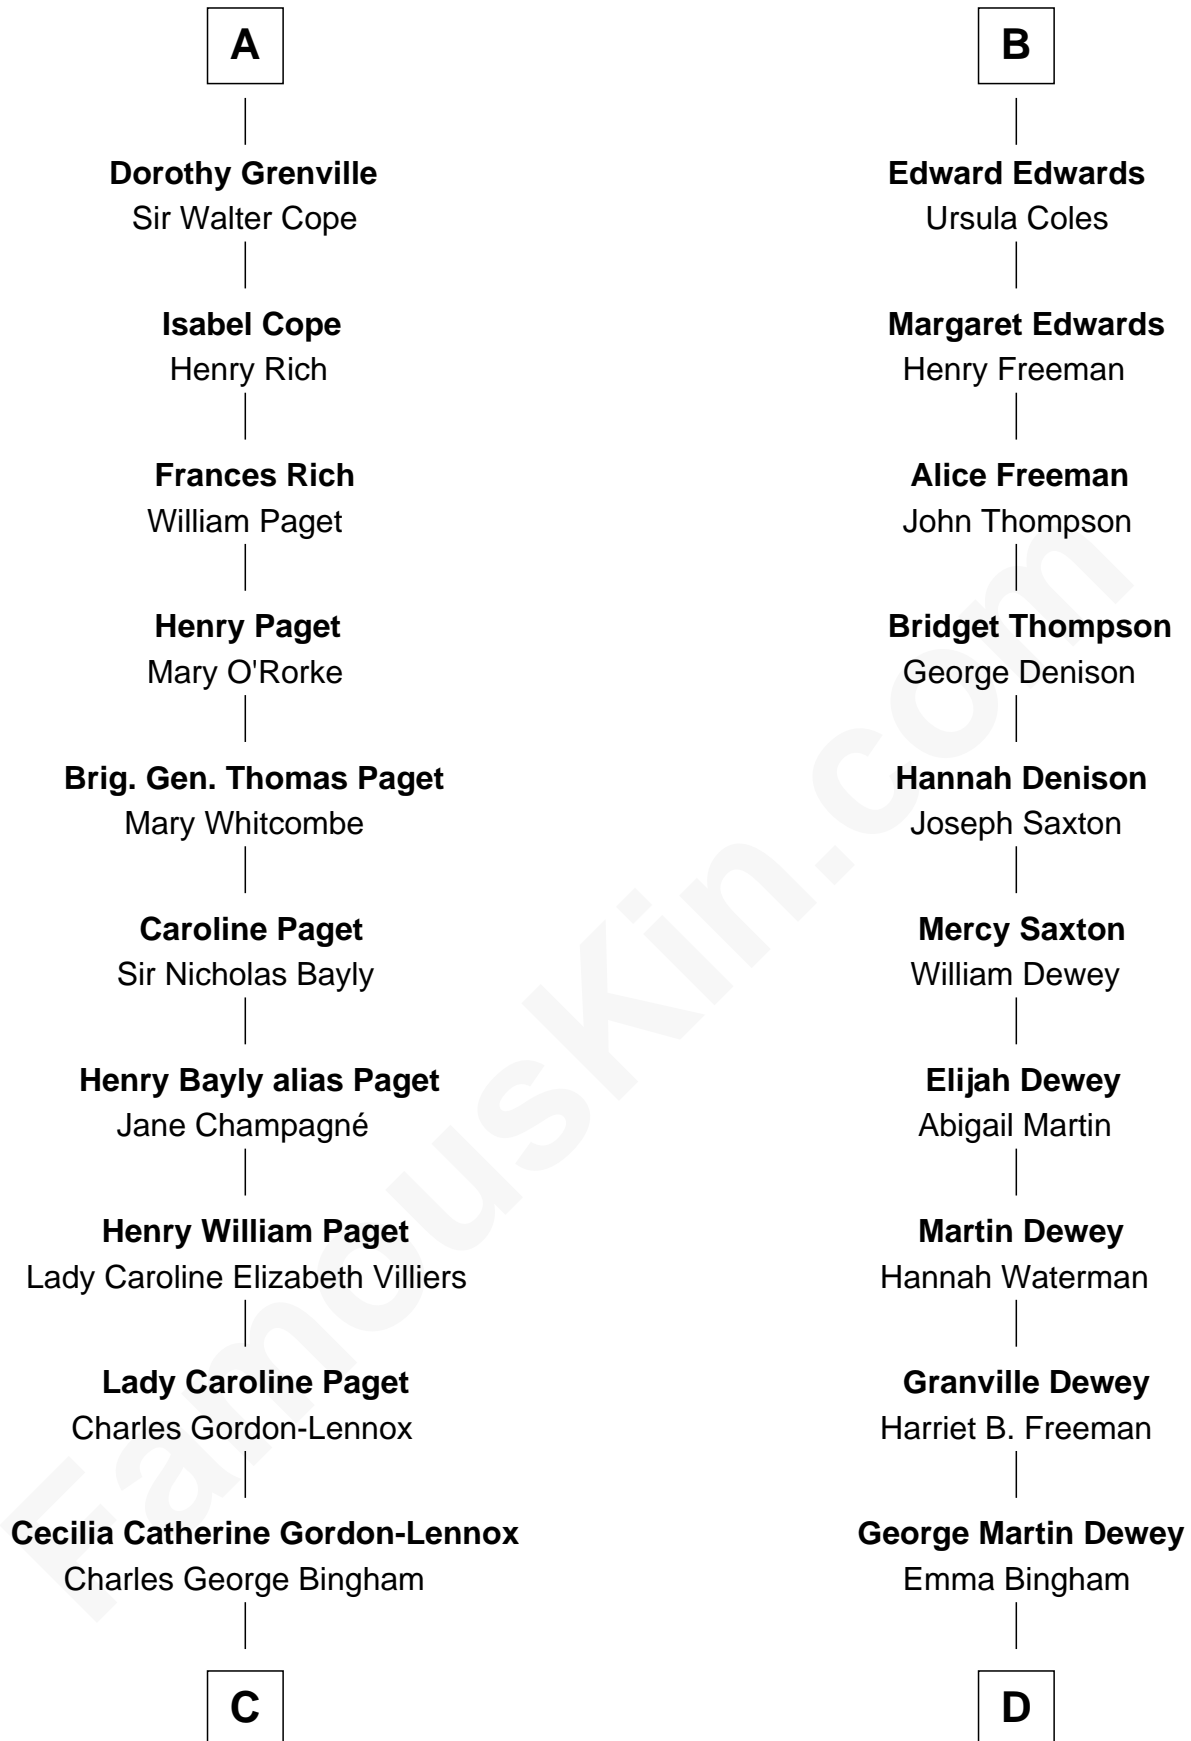 A
Dorothy Grenville
Sir Walter Cope
Isabel Cope
Henry Rich
Frances Rich
William Paget
Henry Paget
Mary O'Rorke
Brig. Gen. Thomas Paget
Mary Whitcombe
Caroline Paget
Sir Nicholas Bayly
Henry Bayly alias Paget
Jane Champagné
Henry William Paget
Lady Caroline Elizabeth Villiers
Lady Caroline Paget
Charles Gordon-Lennox
Cecilia Catherine Gordon-Lennox
Charles George Bingham
C
B
Edward Edwards
Ursula Coles
Margaret Edwards
Henry Freeman
Alice Freeman
John Thompson
Bridget Thompson
George Denison
Hannah Denison
Joseph Saxton
Mercy Saxton
William Dewey
Elijah Dewey
Abigail Martin
Martin Dewey
Hannah Waterman
Granville Dewey
Harriet B. Freeman
George Martin Dewey
Emma Bingham
D
FamousKin.com